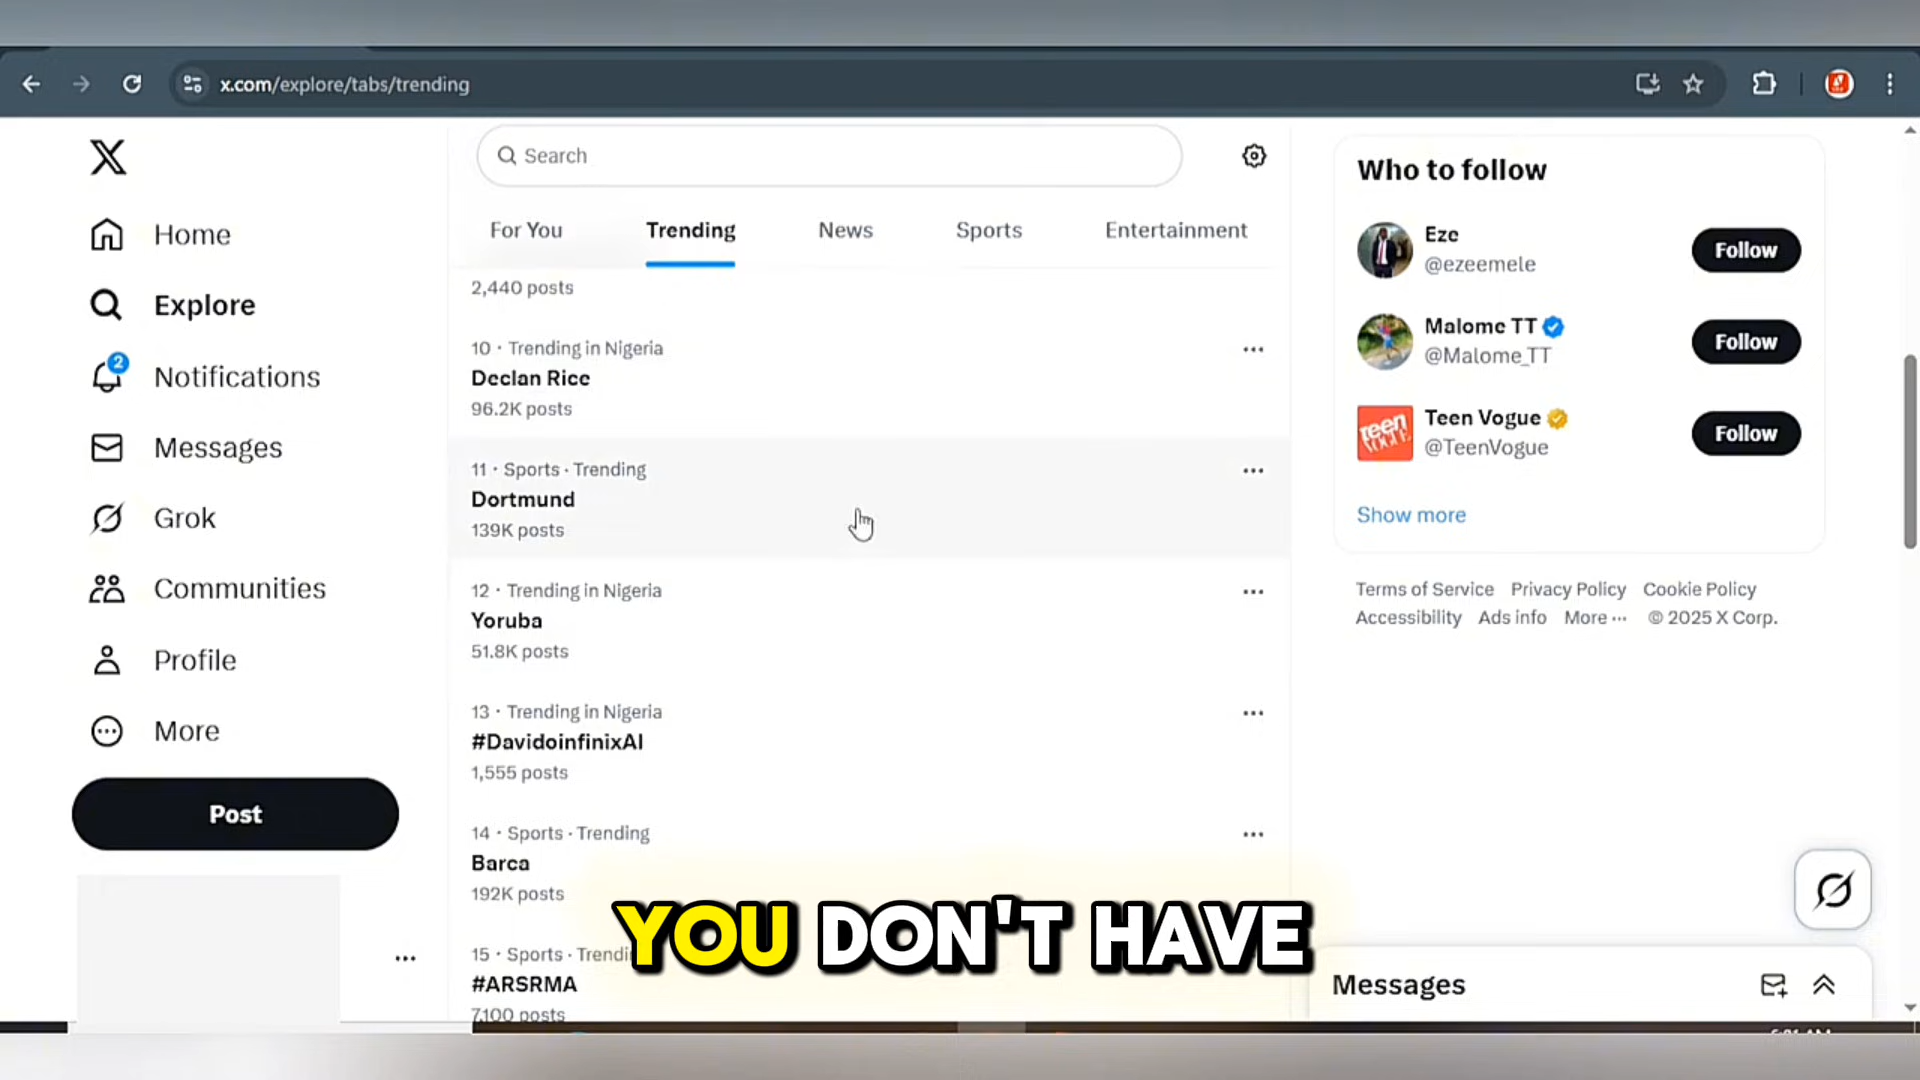 x.com/explore/tabs/trending
Search
For You
Trending
News
Sports
Entertainment
Home
Explore
2
Notifications
Messages
Grok
Communities
Profile
More
Post
2,440 posts
10 · Trending in Nigeria
Declan Rice
96.2K posts
11 · Sports · Trending
Dortmund
139K posts
12 · Trending in Nigeria
Yoruba
51.8K posts
13 · Trending in Nigeria
#DavidoinfinixAI
1,555 posts
14 · Sports · Trending
Barca
192K posts
15 · Sports · Trending
#ARSRMA
7,100 posts
YOU DON'T HAVE
Who to follow
Eze
@ezeemele
Follow
Malome TT
@Malome_TT
Follow
Teen Vogue
@TeenVogue
Follow
teen
VOGUE
Show more
Terms of Service Privacy Policy Cookie Policy
Accessibility Ads info More ··· © 2025 X Corp.
Messages